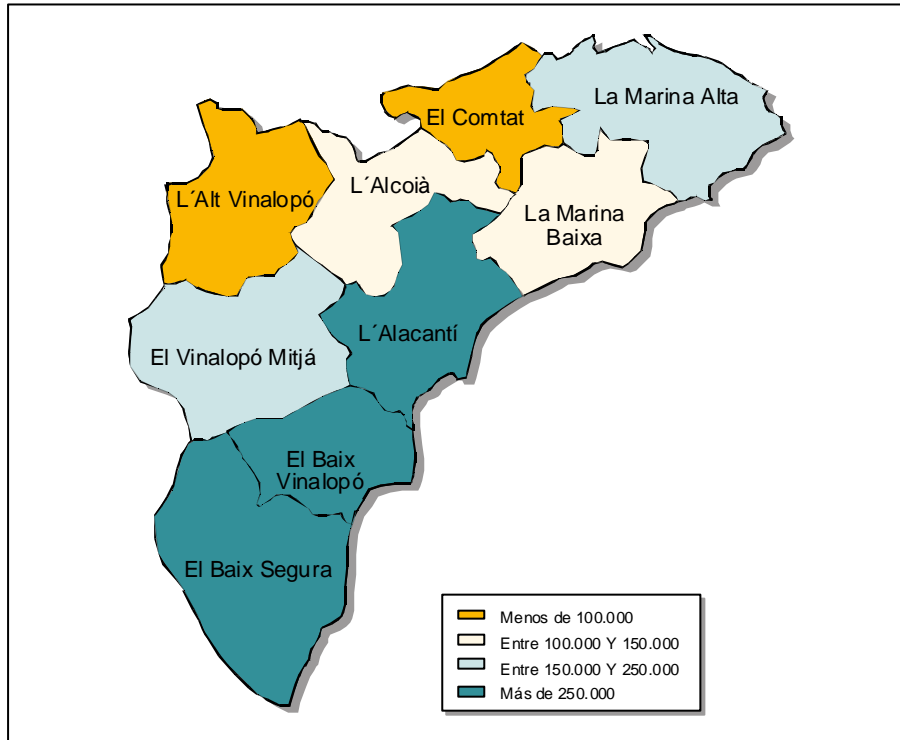 La Marina Alta
El Comtat
L´Alcoià
L´Alt Vinalopó
La Marina
Baixa
L´Alacantí
El Vinalopó Mitjá
El Baix
Vinalopó
El Baix Segura
Menos de 100.000
Entre 100.000 Y 150.000
Entre 150.000 Y 250.000
Más de 250.000